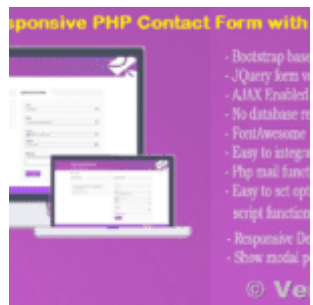 sponsive PHP Contact Form with
- Bootstrap base
- JQuery form v
- AJAX Enabled
- No database re
- FontAwesome
- Easy to integra
- Php mail funct
- Easy to set opt
script function
- Responsive De
- Show modal p
© Ve